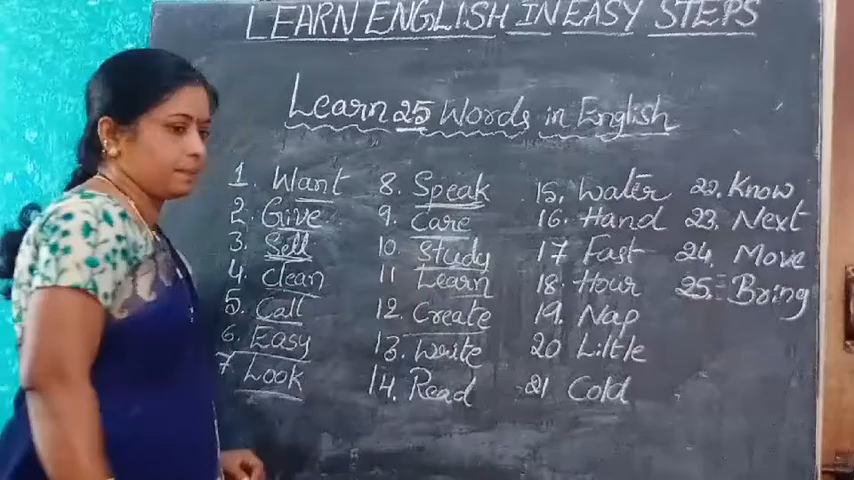 LEARN ENGLISH IN EASY STEPS
Learn 25 Words in English
1. Want
2. Give
3. Sell
4. Clean
5. Call
6. Easy
7. Look
8. Speak
9. Care
10. Study
11. Learn
12. Create
13. Write
14. Read
15. Water
16. Hand
17. Fast
18. Hour
19. Nap
20. Little
21. Cold
22. Know
23. Next
24. Move
25. Bring